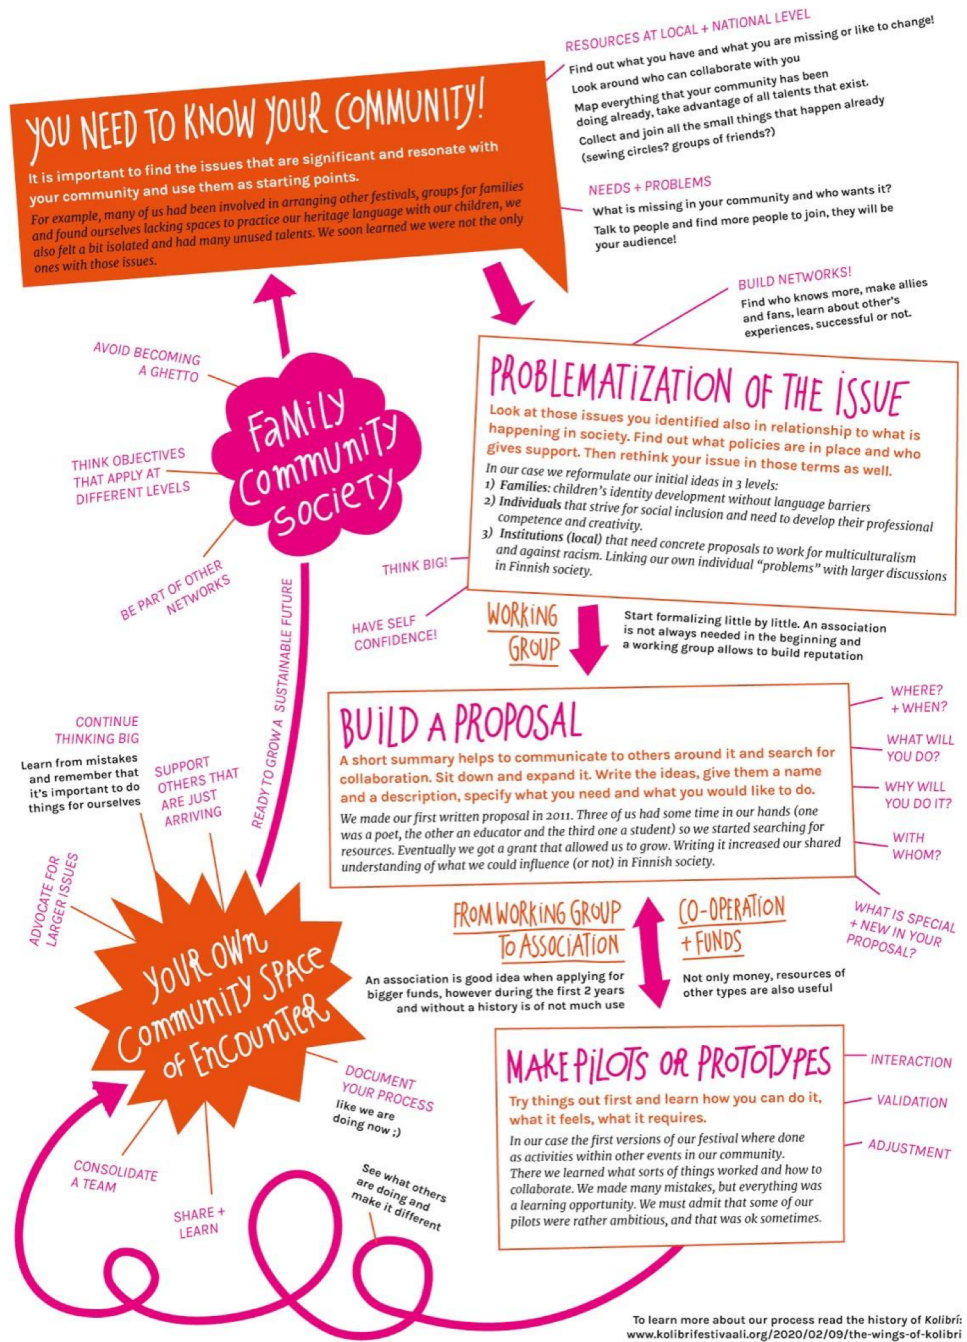 RESOURCES AT LOCAL + NATIONAL LEVEL
Find out what you have and what you are missing or like to change!
Look around who can collaborate with you
Map everything that your community has been
doing already, take advantage of all talents that exist.
Collect and join all the small things that happen already
(sewing circles? groups of friends?)
YOU NEED TO KNOW YOUR COMMUNITY!
It is important to find the issues that are significant and resonate with
your community and use them as starting points.
For example, many of us had been involved in arranging other festivals, groups for families
and found ourselves lacking spaces to practice our heritage language with our children, we
also felt a bit isolated and had many unused talents. We soon learned we were not the only
ones with those issues.
NEEDS + PROBLEMS
What is missing in your community and who wants it?
Talk to people and find more people to join, they will be
your audience!
BUILD NETWORKS!
Find who knows more, make allies
and fans, learn about other's
experiences, successful or not.
PROBLEMATIZATION OF THE ISSUE
Look at those issues you identified also in relationship to what is
happening in society. Find out what policies are in place and who
gives support. Then rethink your issue in those terms as well.
In our case we reformulate our initial ideas in 3 levels:
1) Families: children's identity development without language barriers
2) Individuals that strive for social inclusion and need to develop their professional
competence and creativity.
3) Institutions (local) that need concrete proposals to work for multiculturalism
and against racism. Linking our own individual "problems" with larger discussions
in Finnish society.
THINK BIG!
HAVE SELF
CONFIDENCE!
AVOID BECOMING
A GHETTO
FAMILY
COMMUNITY
SOCIETY
THINK OBJECTIVES
THAT APPLY AT
DIFFERENT LEVELS
BE PART OF OTHER
NETWORKS
WORKING
GROUP
Start formalizing little by little. An association
is not always needed in the beginning and
a working group allows to build reputation
BUILD A PROPOSAL
A short summary helps to communicate to others around it and search for
collaboration. Sit down and expand it. Write the ideas, give them a name
and a description, specify what you need and what you would like to do.
We made our first written proposal in 2011. Three of us had some time in our hands (one
was a poet, the other an educator and the third one a student) so we started searching for
resources. Eventually we got a grant that allowed us to grow. Writing it increased our shared
understanding of what we could influence (or not) in Finnish society.
WHERE?
+ WHEN?
WHAT WILL
YOU DO?
WHY WILL
YOU DO IT?
WITH
WHOM?
WHAT IS SPECIAL
+ NEW IN YOUR
PROPOSAL?
FROM WORKING GROUP
TO ASSOCIATION
An association is good idea when applying for
bigger funds, however during the first 2 years
and without a history is of not much use
CO-OPERATION
+ FUNDS
Not only money, resources of
other types are also useful
MAKE PILOTS OR PROTOTYPES
Try things out first and learn how you can do it,
what it feels, what it requires.
In our case the first versions of our festival where done
as activities within other events in our community.
There we learned what sorts of things worked and how to
collaborate. We made many mistakes, but everything was
a learning opportunity. We must admit that some of our
pilots were rather ambitious, and that was ok sometimes.
INTERACTION
VALIDATION
ADJUSTMENT
See what others
are doing and
make it different
YOUR OWN
COMMUNITY SPACE
OF ENCOUNTER
DOCUMENT
YOUR PROCESS
like we are
doing now ;)
SHARE +
LEARN
CONSOLIDATE
A TEAM
ADVOCATE FOR
LARGER ISSUES
CONTINUE
THINKING BIG
Learn from mistakes
and remember that
it's important to do
things for ourselves
SUPPORT
OTHERS THAT
ARE JUST
ARRIVING
READY TO GROW A SUSTAINABLE FUTURE
To learn more about our process read the history of Kolibrí:
www.kolibrifestivaali.org/2020/02/09/the-wings-of-kolibri